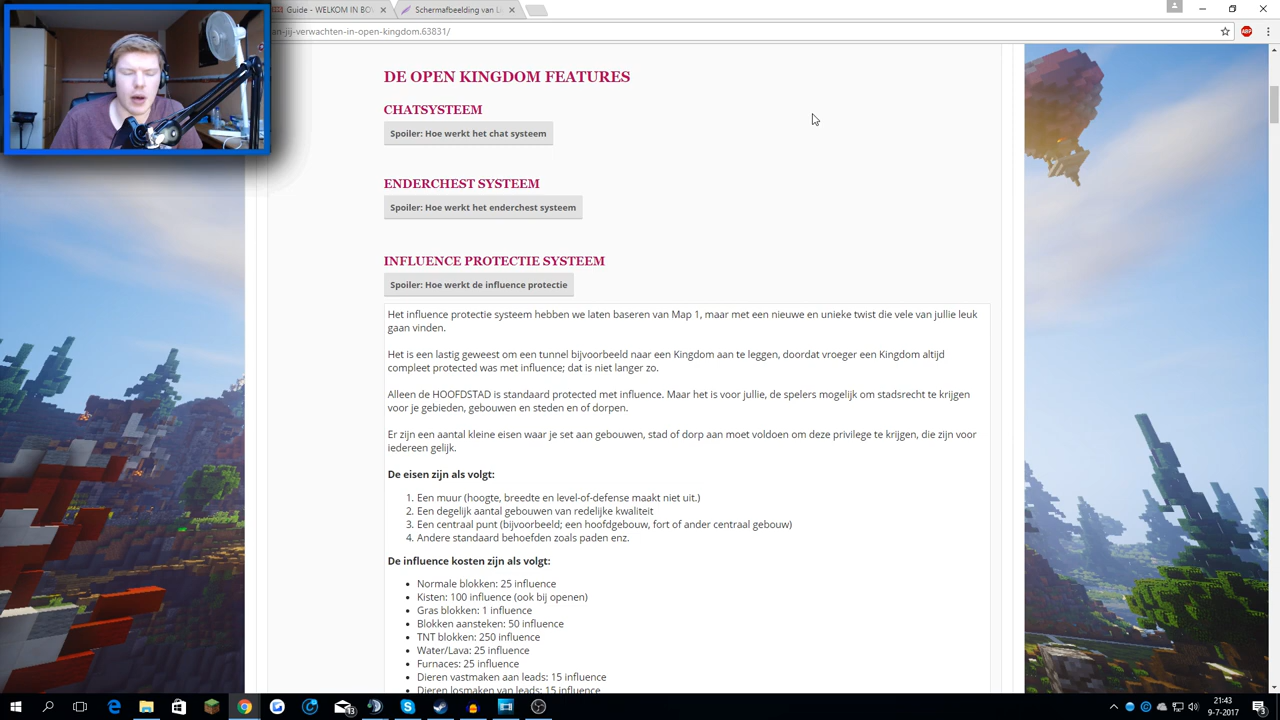 Guide - WELKOM IN BO
Schermafbeelding van L
an-jij-verwachten-in-open-kingdom.63831/
ABP
DE OPEN KINGDOM FEATURES
CHATSYSTEEM
Spoiler: Hoe werkt het chat systeem
ENDERCHEST SYSTEEM
Spoiler: Hoe werkt het enderchest systeem
INFLUENCE PROTECTIE SYSTEEM
Spoiler: Hoe werkt de influence protectie
Het influence protectie systeem hebben we laten baseren van Map 1, maar met een nieuwe en unieke twist die vele van jullie leuk
gaan vinden.
Het is een lastig geweest om een tunnel bijvoorbeeld naar een Kingdom aan te leggen, doordat vroeger een Kingdom altijd
compleet protected was met influence; dat is niet langer zo.
Alleen de HOOFDSTAD is standaard protected met influence. Maar het is voor jullie, de spelers mogelijk om stadsrecht te krijgen
voor je gebieden, gebouwen en steden en of dorpen.
Er zijn een aantal kleine eisen waar je set aan gebouwen, stad of dorp aan moet voldoen om deze privilege te krijgen, die zijn voor
iedereen gelijk.
De eisen zijn als volgt:
1. Een muur (hoogte, breedte en level-of-defense maakt niet uit.)
2. Een degelijk aantal gebouwen van redelijke kwaliteit
3. Een centraal punt (bijvoorbeeld; een hoofdgebouw, fort of ander centraal gebouw)
4. Andere standaard behoefden zoals paden enz.
De influence kosten zijn als volgt:
• Normale blokken: 25 influence
• Kisten: 100 influence (ook bij openen)
• Gras blokken: 1 influence
• Blokken aansteken: 50 influence
• TNT blokken: 250 influence
• Water/Lava: 25 influence
• Furnaces: 25 influence
• Dieren vastmaken aan leads: 15 influence
• Dieren losmaken van leads: 15 influence
13
21:43
9-7-2017
3